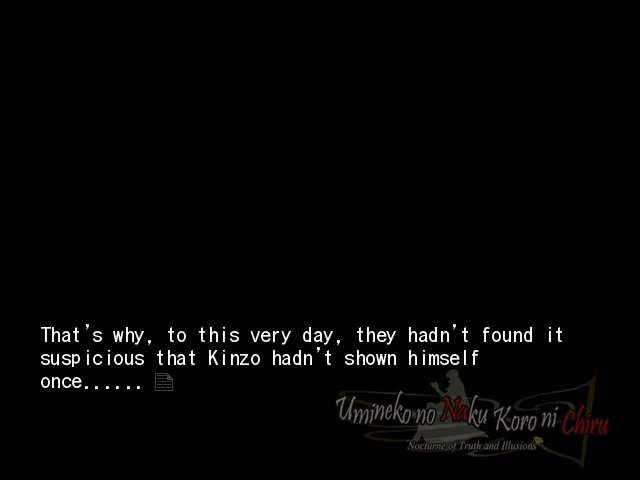 That's why, to this very day, they hadn't found it
suspicious that Kinzo hadn't shown himself
once......
Umineko no Naku Koro ni Chiru
Nocturne of Truth and Illusions